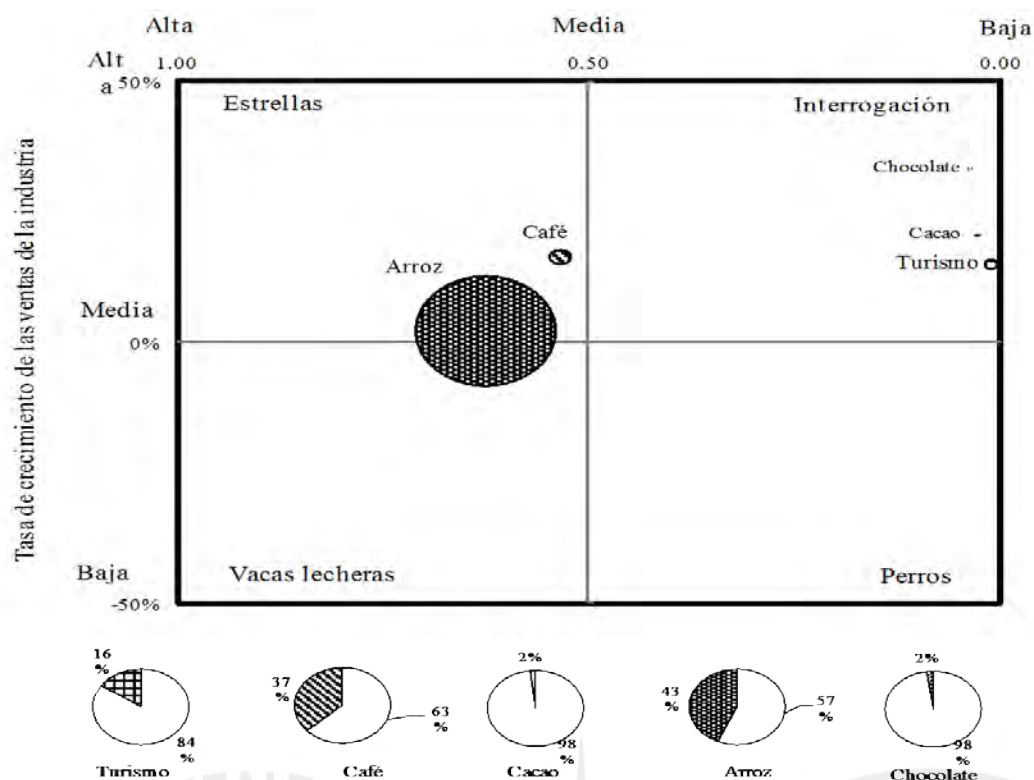 Alta Media Baja
Alt 1.00 0.50 0.00
a 50%
Estrellas Interrogación
Chocolate
Café
Cacao
Arroz
Turismo
Media
0%
Baja
Vacas lecheras Perros
-50%
Tasa de crecimiento de las ventas de la industria
16
%
84
%
Turismo
37
%
63
%
Café
2%
98
%
Cacao
43
%
57
%
Arroz
2%
98
%
Chocolate